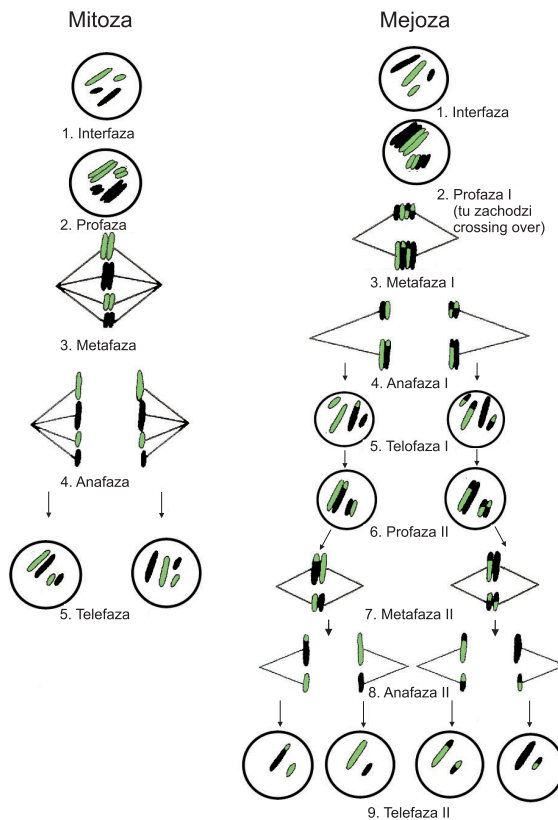 Mitoza
1. Interfaza
2. Profaza
3. Metafaza
4. Anafaza
5. Telefaza
Mejoza
1. Interfaza
2. Profaza I
(tu zachodzi
crossing over)
3. Metafaza I
4. Anafaza I
5. Telofaza I
6. Profaza II
7. Metafaza II
8. Anafaza II
9. Telefaza II